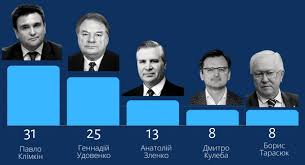 31 25 13 8 8
Павло Геннадій Анатолій Дмитро Борис
Клімкін Удовенко Зленко Кулеба Тарасюк